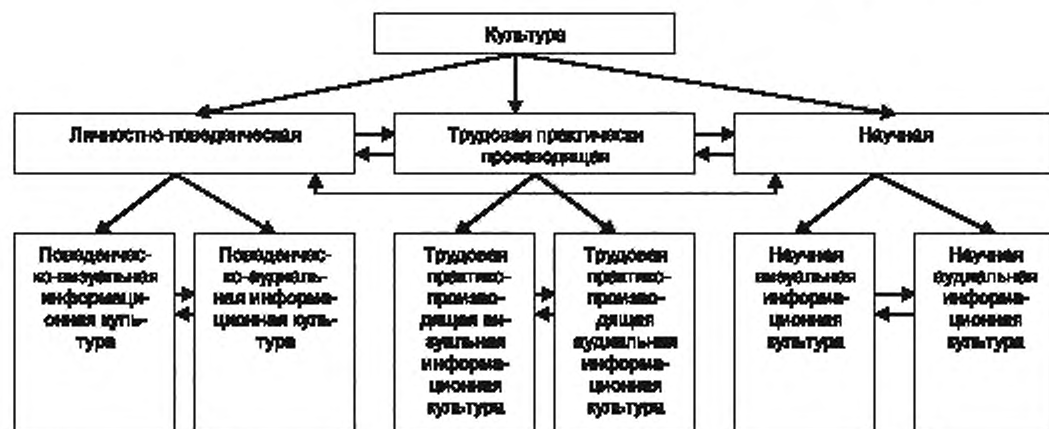 Культура
Личностно-поведенческая
Трудовая практически
производящая
Научная
Поведенчес-
ко-визуальная
информаци-
онная куль-
тура
Поведенчес-
ко-аудиаль-
ная информа-
ционная куль-
тура
Трудовая
практико-
произво-
дящая ви-
зуальная
информа-
ционная
культура
Трудовая
практико-
произво-
дящая
аудиальная
информа-
ционная
культура
Научная
визуальная
информа-
ционная
культура
Научная
аудиальная
информа-
ционная
культура